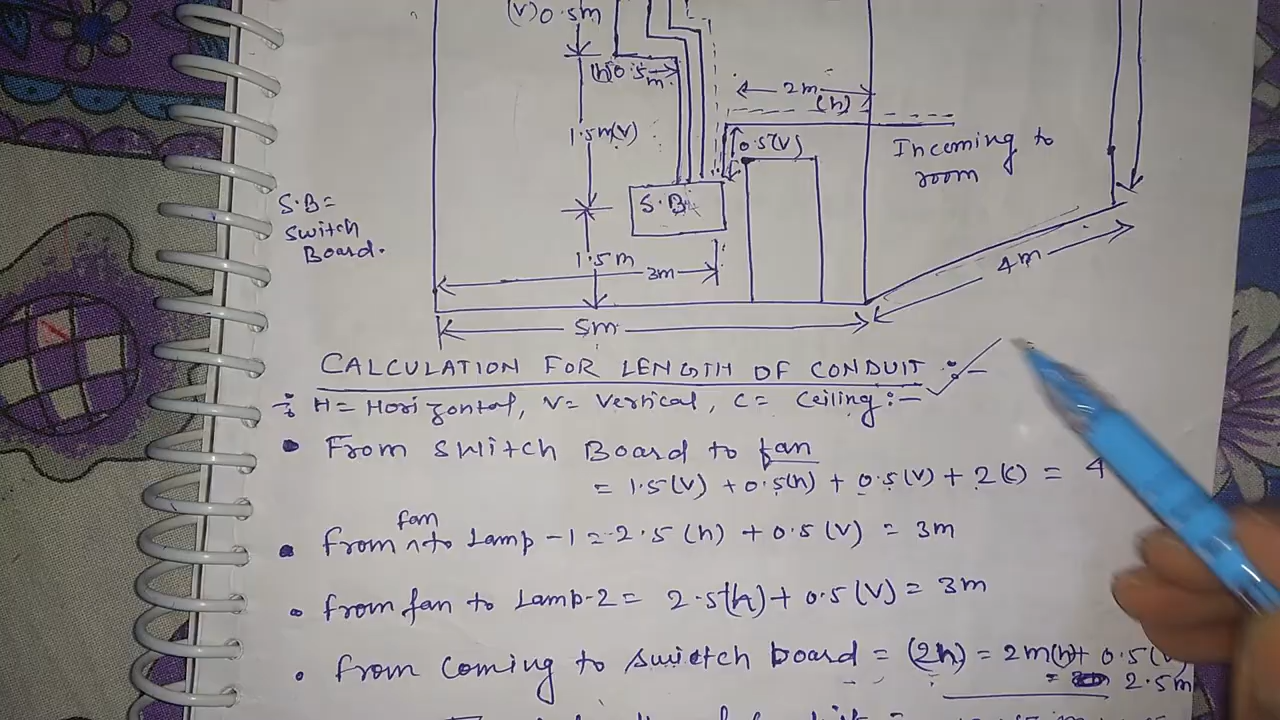 (V)0.5m
(h)0.5m
2m
(h)
1.5m(V)
0.5(V)
Incoming to
room
S.B
S.B=
Switch
Board.
1.5m
3m
4m
5m
CALCULATION FOR LENGTH OF CONDUIT :-
H= Horizontal, V= Vertical, C= Ceiling:-
• From Switch Board to fan
= 1.5(V) + 0.5(h) + 0.5(V) + 2(C) = 4
• From fan to Lamp-1 = 2.5(h) + 0.5(V) = 3m
• From fan to Lamp-2 = 2.5(h) + 0.5(V) = 3m
• From coming to swictch board = (2h) = 2m(h)+ 0.5(V)
= 2.5m